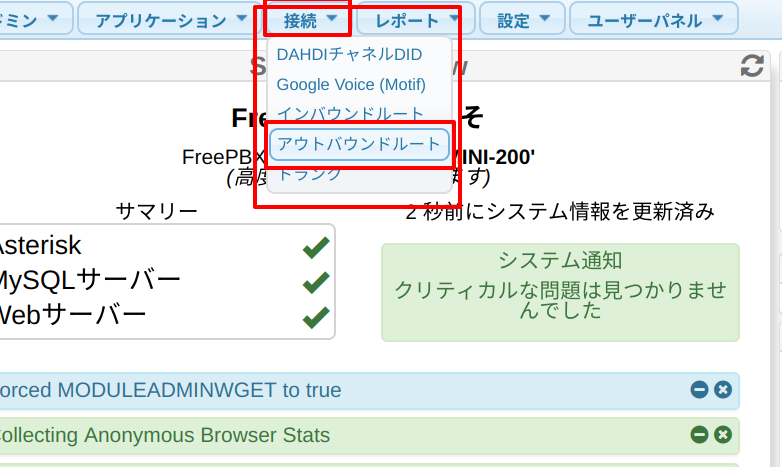 ドミン アプリケーション 接続 レポート 設定 ユーザーパネル
DAHDIチャネルDID
Google Voice (Motif)
インバウンドルート
アウトバウンドルート
トランク
そ
FreePBX INI-200'
ます)
サマリー
2 秒前にシステム情報を更新済み
Asterisk
MySQLサーバー
Webサーバー
システム通知
クリティカルな問題は見つかりませ
んでした
orced MODULEADMINWGET to true
ollecting Anonymous Browser Stats